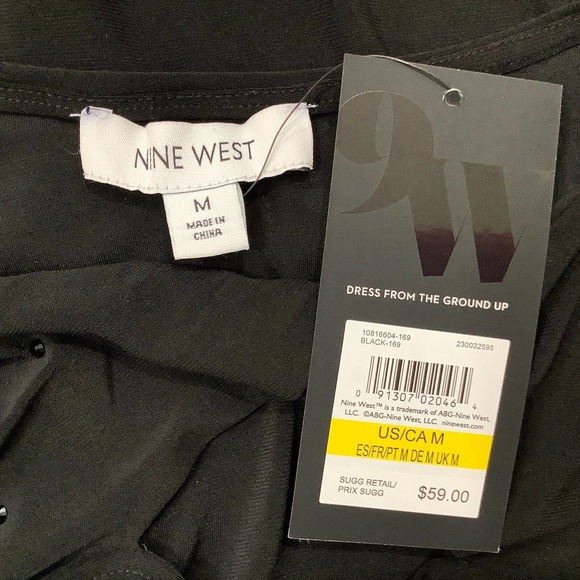 NINE WEST
M
MADE IN
CHINA
9W
DRESS FROM THE GROUND UP
10816604-169
BLACK-169 230032595
0 91307 02046 4
Nine West™ is a trademark of ABG-Nine West,
LLC. ©ABG-Nine West, LLC. ninewest.com
US/CA M
ES/FR/PT M DE M UK M
SUGG RETAIL/
PRIX SUGG $59.00